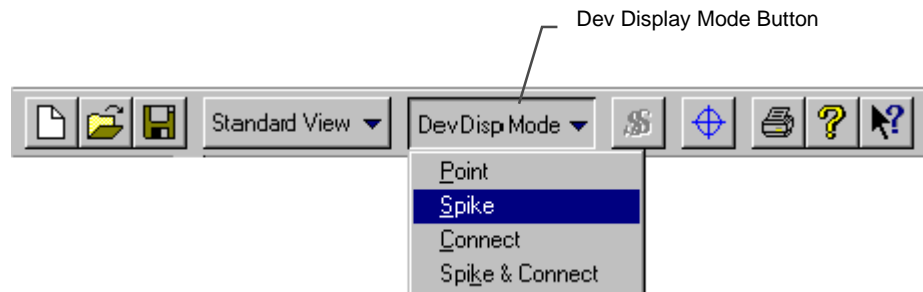 Dev Display Mode Button
Standard View DevDisp Mode
Point
Spike
Connect
Spike & Connect